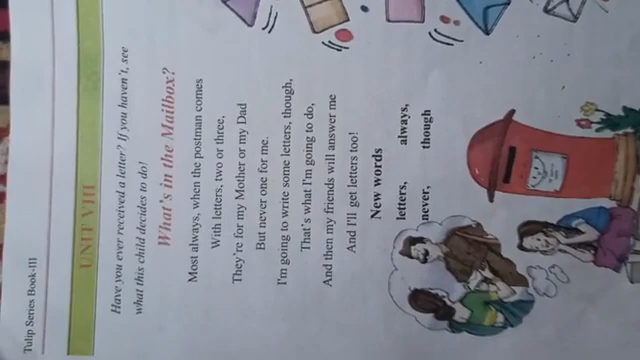 Tulip Series Book-III
UNIT VIII
Have you ever received a letter? If you haven't, see
what this child decides to do!
What's in the Mailbox?
Most always, when the postman comes
With letters, two or three,
They're for my Mother or my Dad
But never one for me.
I'm going to write some letters, though,
That's what I'm going to do,
And then my friends will answer me
And I'll get letters too!
New words
letters, always,
never, though